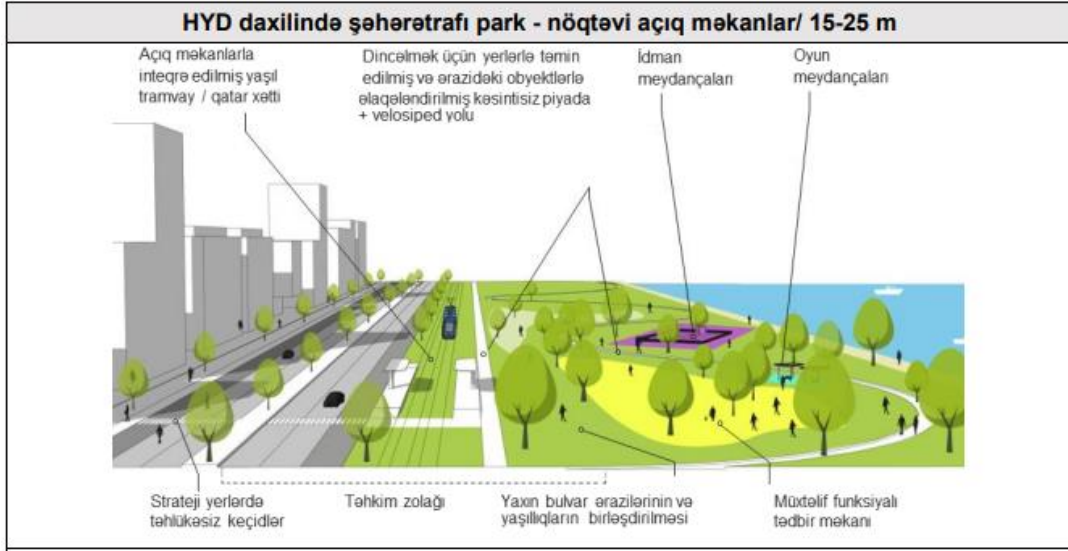 HYD daxilində şəhərətrafı park - nöqtəvi açıq məkanlar/ 15-25 m
Açıq məkanlarla
inteqrə edilmiş yaşıl
tramvay / qatar xətti
Dincəlmək üçün yerlərlə təmin
edilmiş və ərazidəki obyektlərlə
əlaqələndirilmiş kəsintisiz piyada
+ velosiped yolu
İdman
meydançaları
Oyun
meydançaları
Strateji yerlərdə
təhlükəsiz keçidlər
Təhkim zolağı
Yaxın bulvar ərazilərinin və
yaşıllıqların birləşdirilməsi
Müxtəlif funksiyalı
tədbir məkanı